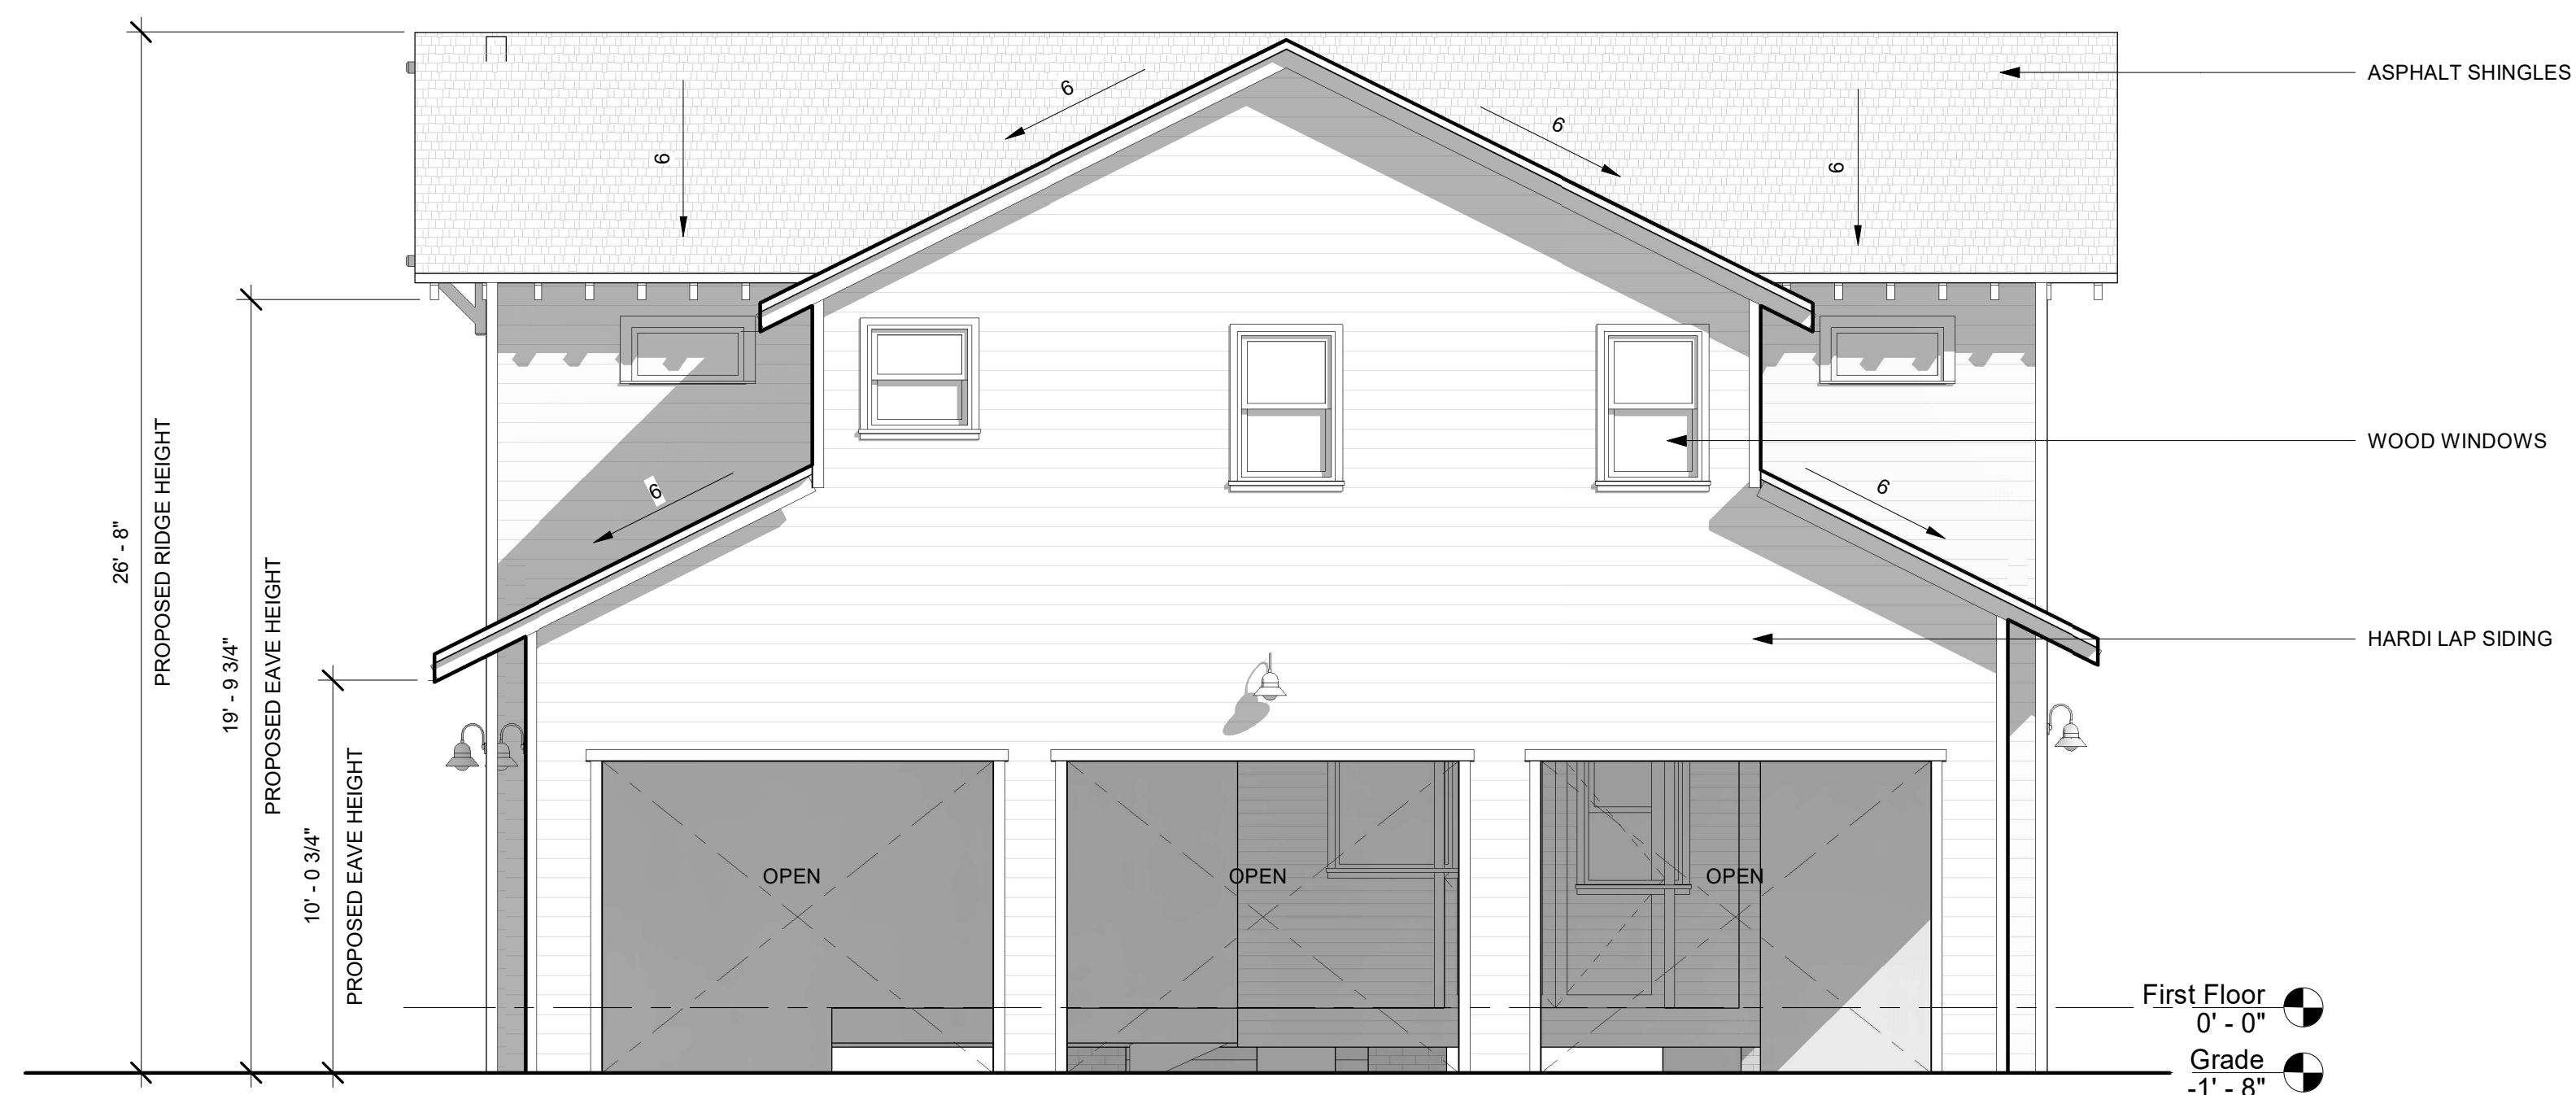 ASPHALT SHINGLES
6
6
6
6
WOOD WINDOWS
6
6
HARDI LAP SIDING
26' - 8"
PROPOSED RIDGE HEIGHT
19' - 9 3/4"
PROPOSED EAVE HEIGHT
10' - 0 3/4"
PROPOSED EAVE HEIGHT
OPEN
OPEN
OPEN
First Floor
0' - 0"
Grade
-1' - 8"